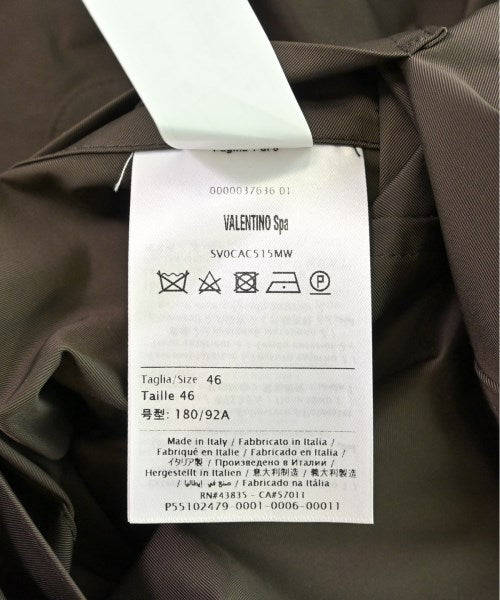 0000037636 01
VALENTINO Spa
SV0CAC515MW
P
Taglia/Size 46
Taille 46
号型: 180/92A
Made in Italy / Fabbricato in Italia /
Fabriqué en Italie / Fabricado en Italia /
イタリア製 / Произведено в Италии /
Hergestellt in Italien / 意大利制造 / 義大利製造
/ صنع في إيطاليا / Fabricado na Itália
RN#43835 - CA#57011
P55102479-0001-0006-00011